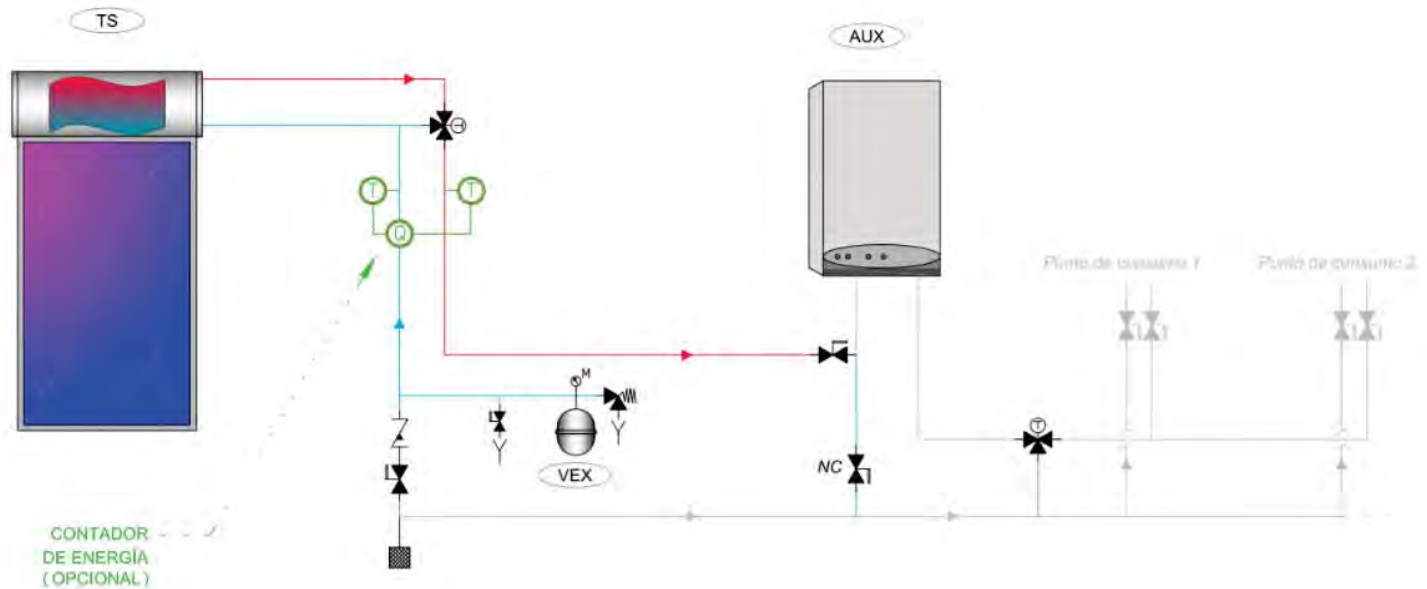 TS
AUX
T
T
T
Q
Punto de consumo 1
Punto de consumo 2
M
NC
VEX
T
CONTADOR
DE ENERGÍA
( OPCIONAL )